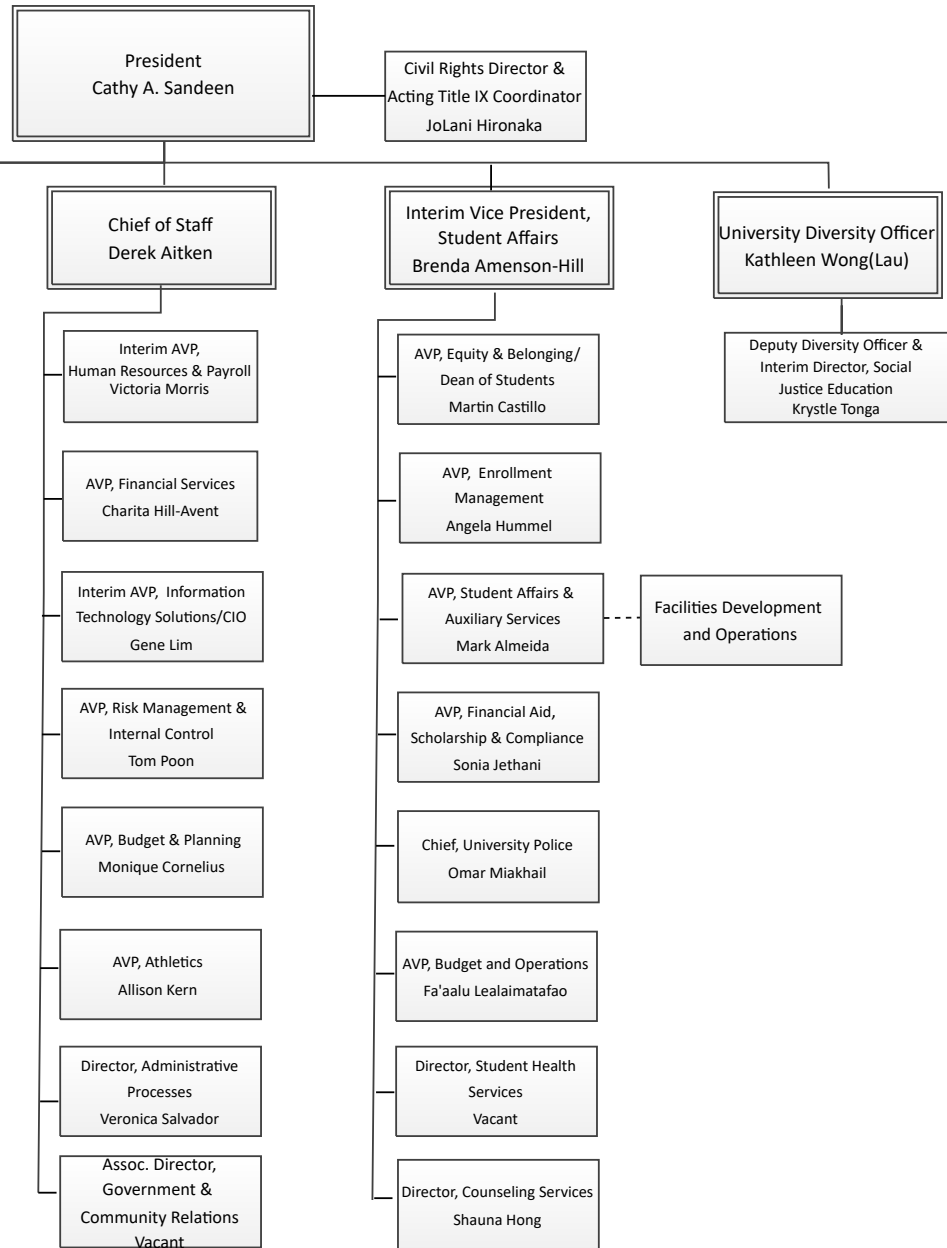 President
Cathy A. Sandeen
Civil Rights Director &
Acting Title IX Coordinator
JoLani Hironaka
Chief of Staff
Derek Aitken
Interim Vice President,
Student Affairs
Brenda Amenson-Hill
University Diversity Officer
Kathleen Wong(Lau)
Interim AVP,
Human Resources & Payroll
Victoria Morris
AVP, Financial Services
Charita Hill-Avent
Interim AVP, Information
Technology Solutions/CIO
Gene Lim
AVP, Risk Management &
Internal Control
Tom Poon
AVP, Budget & Planning
Monique Cornelius
AVP, Athletics
Allison Kern
Director, Administrative
Processes
Veronica Salvador
Assoc. Director,
Government &
Community Relations
Vacant
AVP, Equity & Belonging/
Dean of Students
Martin Castillo
AVP, Enrollment
Management
Angela Hummel
AVP, Student Affairs &
Auxiliary Services
Mark Almeida
Facilities Development
and Operations
AVP, Financial Aid,
Scholarship & Compliance
Sonia Jethani
Chief, University Police
Omar Miakhail
AVP, Budget and Operations
Fa'aalu Lealaimatafao
Director, Student Health
Services
Vacant
Director, Counseling Services
Shauna Hong
Deputy Diversity Officer &
Interim Director, Social
Justice Education
Krystle Tonga